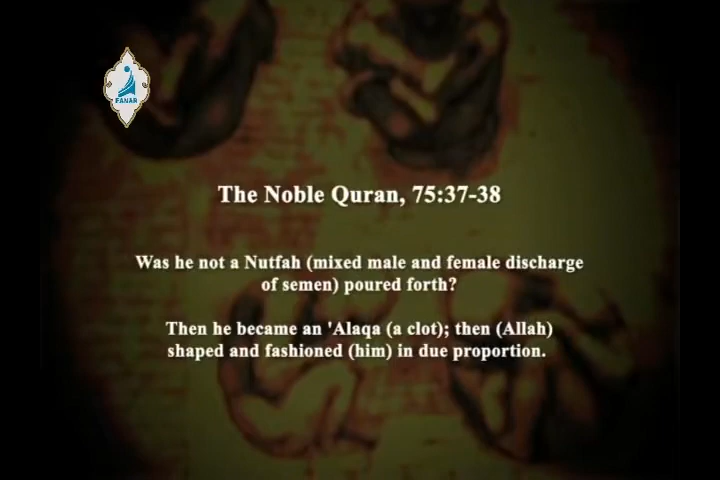 FANAR
The Noble Quran, 75:37-38
Was he not a Nutfah (mixed male and female discharge
of semen) poured forth?
Then he became an 'Alaqa (a clot); then (Allah)
shaped and fashioned (him) in due proportion.